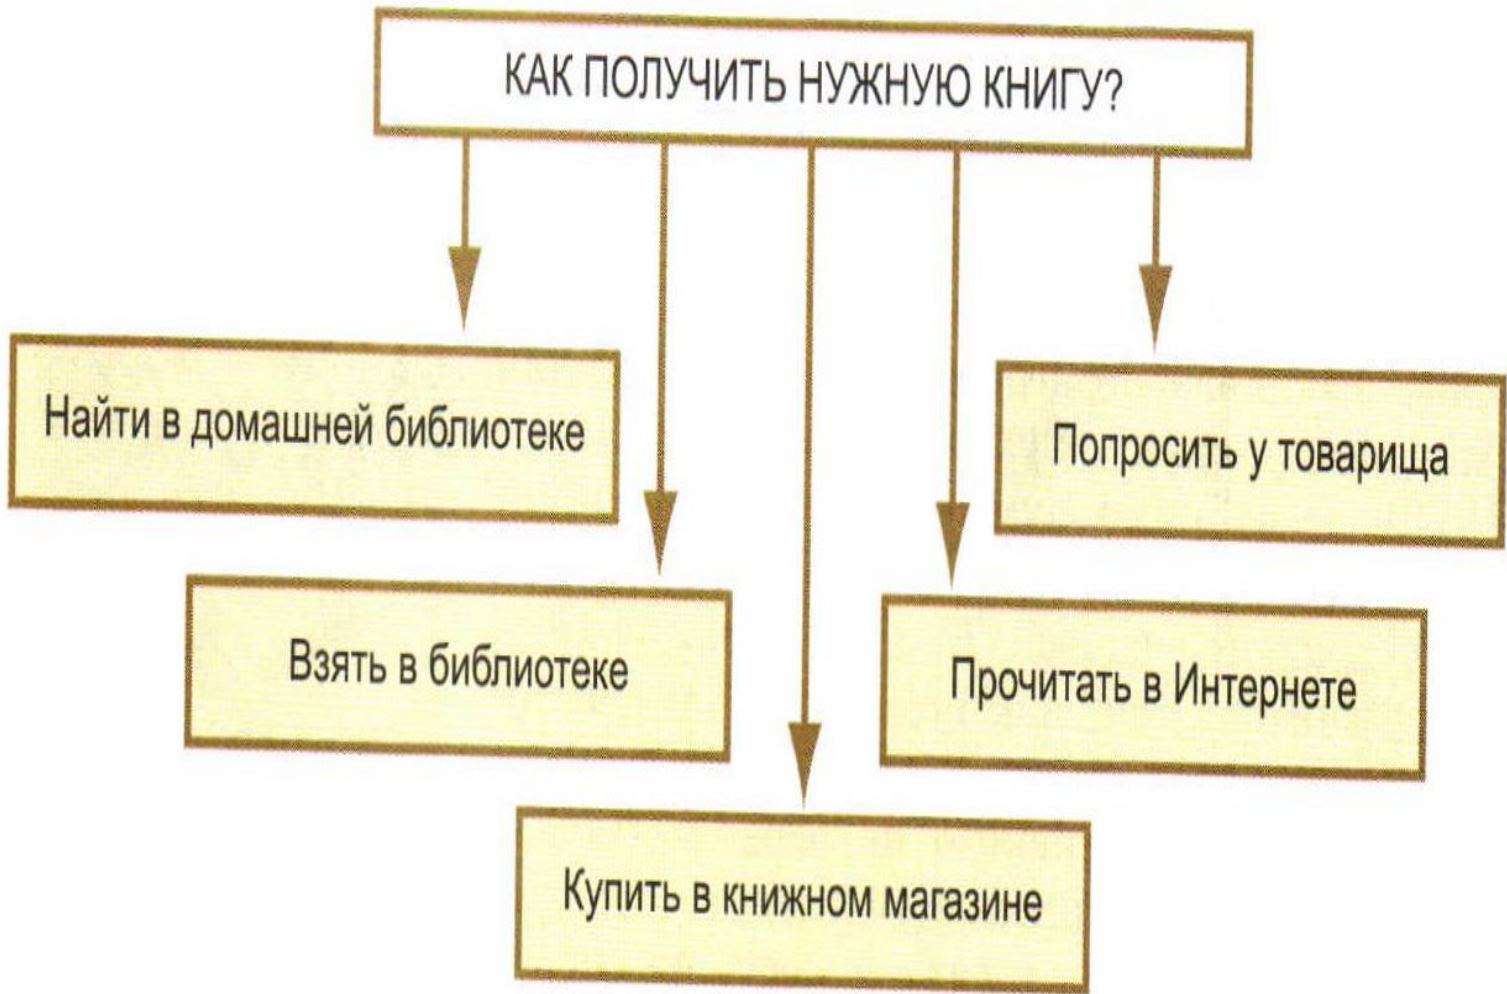 КАК ПОЛУЧИТЬ НУЖНУЮ КНИГУ?
Найти в домашней библиотеке
Попросить у товарища
Взять в библиотеке
Прочитать в Интернете
Купить в книжном магазине